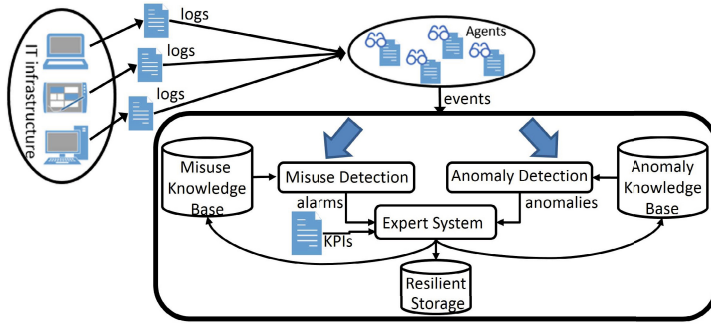 logs
logs
logs
IT infrastructure
Agents
events
Misuse
Knowledge
Base
Misuse Detection
Anomaly Detection
Anomaly
Knowledge
Base
alarms
anomalies
Expert System
KPIs
Resilient
Storage